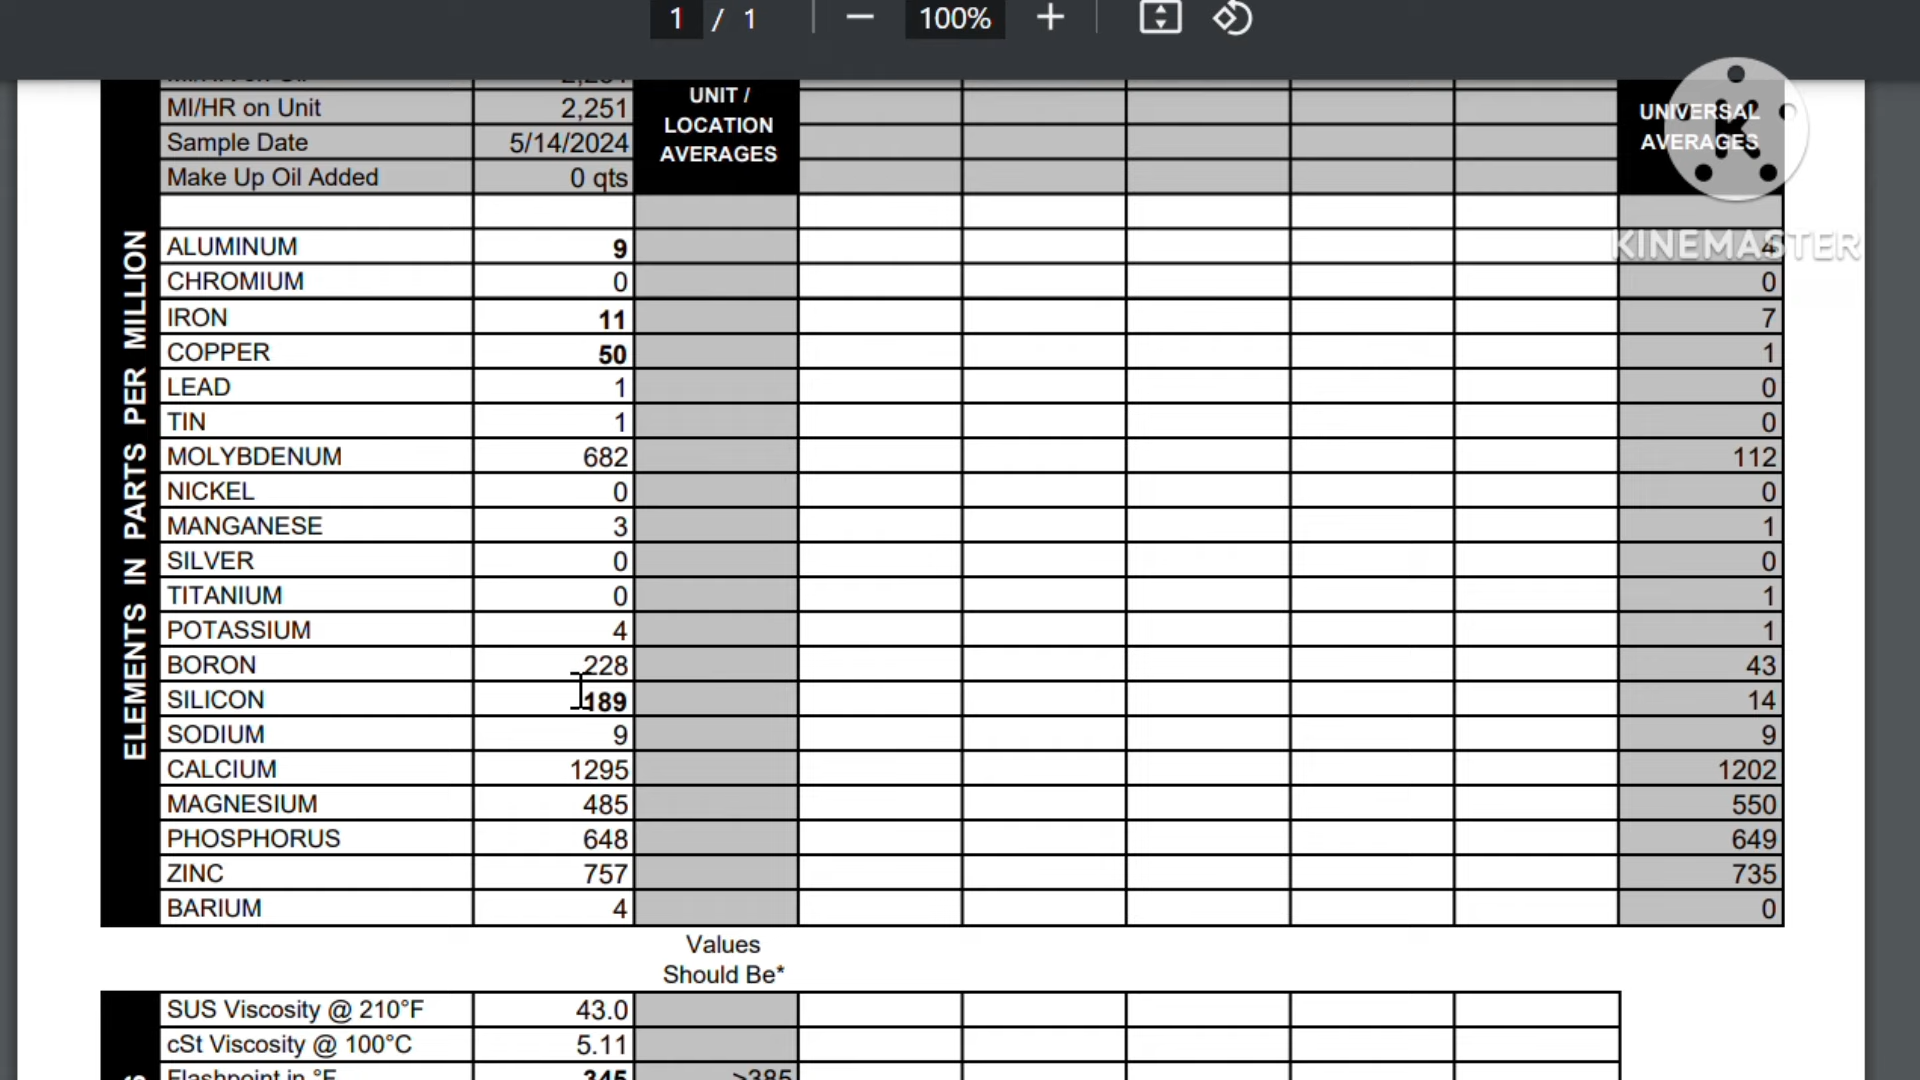 1 / 1 100%
2,251
MI/HR on Unit 2,251
Sample Date 5/14/2024
Make Up Oil Added 0 qts
UNIT /
LOCATION
AVERAGES
UNIVERSAL
AVERAGES
KINEMASTER
ELEMENTS IN PARTS PER MILLION
ALUMINUM 9 4
CHROMIUM 0 0
IRON 11 7
COPPER 50 1
LEAD 1 0
TIN 1 0
MOLYBDENUM 682 112
NICKEL 0 0
MANGANESE 3 1
SILVER 0 0
TITANIUM 0 1
POTASSIUM 4 1
BORON 228 43
SILICON 189 14
SODIUM 9 9
CALCIUM 1295 1202
MAGNESIUM 485 550
PHOSPHORUS 648 649
ZINC 757 735
BARIUM 4 0
Values
Should Be*
SUS Viscosity @ 210°F 43.0
cSt Viscosity @ 100°C 5.11
Flashpoint in °F 345 >385